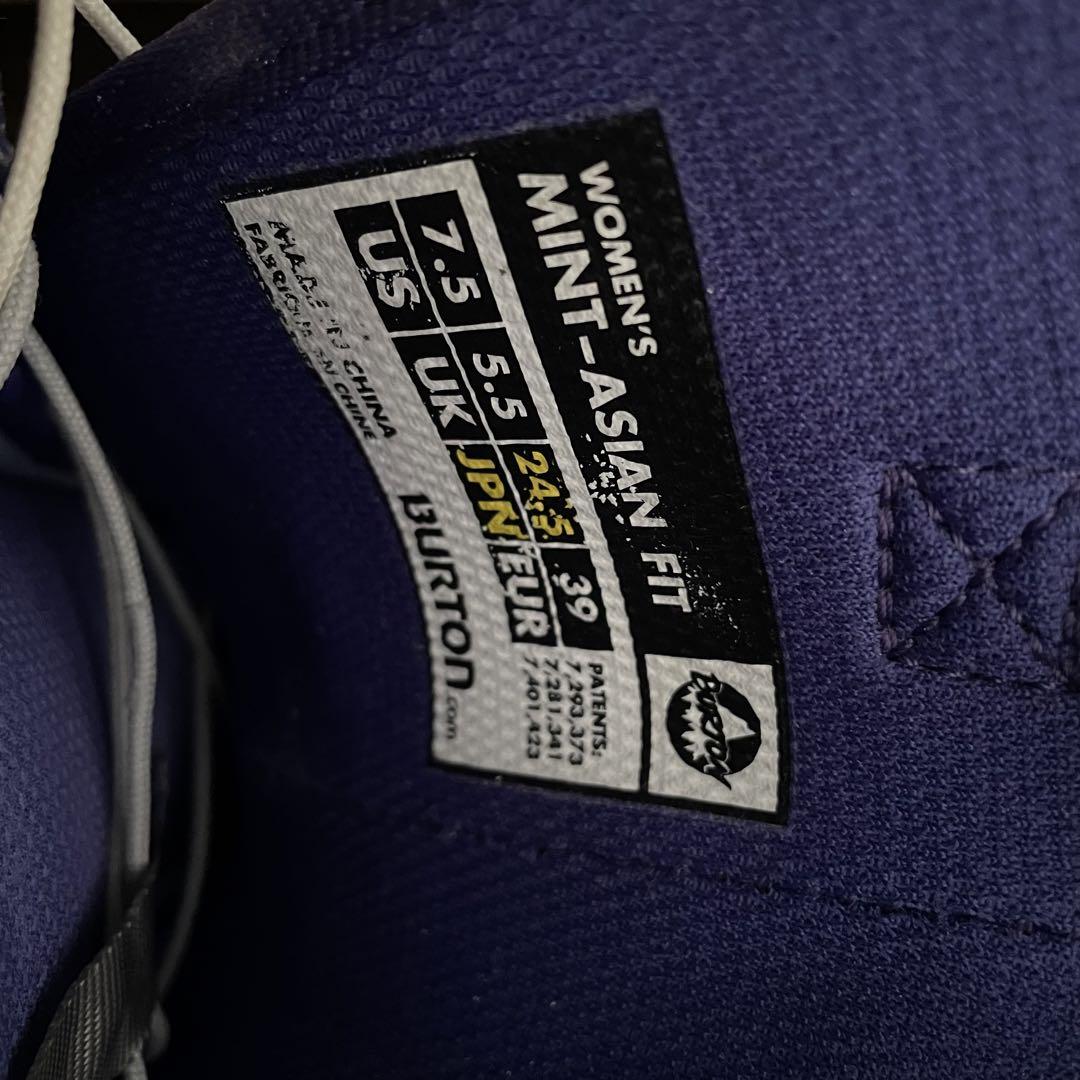 WOMEN'S
MINT-ASIAN FIT
BURTON
7.5 5.5 24.5 39
US UK JPN EUR
PATENTS:
7,293,373
7,281,341
7,401,423
MADE IN CHINA
FABRIQUÉ EN CHINE
BURTON.com